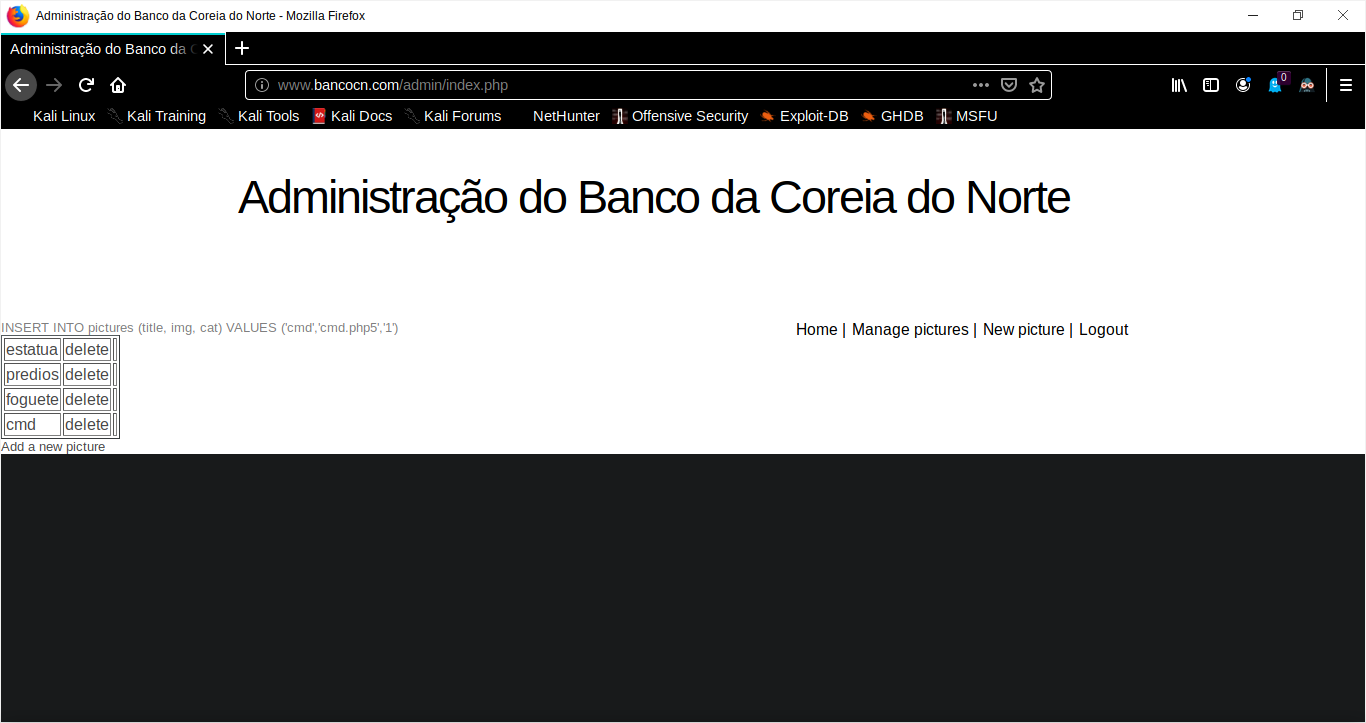 Administração do Banco da Coreia do Norte - Mozilla Firefox
Administração do Banco da C
www.bancocn.com/admin/index.php
0
Kali Linux Kali Training Kali Tools Kali Docs Kali Forums NetHunter Offensive Security Exploit-DB GHDB MSFU
Administração do Banco da Coreia do Norte
INSERT INTO pictures (title, img, cat) VALUES ('cmd','cmd.php5','1')
Home | Manage pictures | New picture | Logout
estatua delete
predios delete
foguete delete
cmd delete
Add a new picture